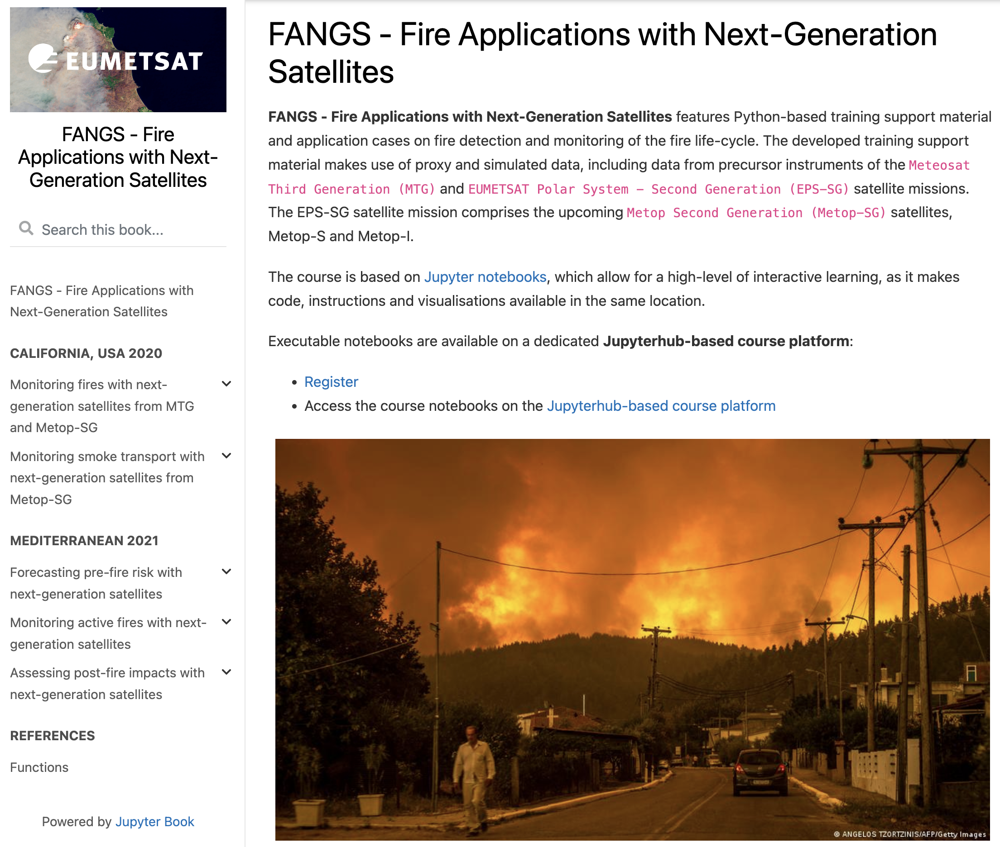 EUMETSAT
FANGS - Fire
Applications with Next-
Generation Satellites
Search this book...
FANGS - Fire Applications with
Next-Generation Satellites
CALIFORNIA, USA 2020
Monitoring fires with next-
generation satellites from MTG
and Metop-SG
Monitoring smoke transport with
next-generation satellites from
Metop-SG
MEDITERRANEAN 2021
Forecasting pre-fire risk with
next-generation satellites
Monitoring active fires with next-
generation satellites
Assessing post-fire impacts with
next-generation satellites
REFERENCES
Functions
Powered by Jupyter Book
FANGS - Fire Applications with Next-Generation
Satellites
FANGS - Fire Applications with Next-Generation Satellites features Python-based training support material
and application cases on fire detection and monitoring of the fire life-cycle. The developed training support
material makes use of proxy and simulated data, including data from precursor instruments of the Meteosat
Third Generation (MTG) and EUMETSAT Polar System – Second Generation (EPS-SG) satellite missions.
The EPS-SG satellite mission comprises the upcoming Metop Second Generation (Metop-SG) satellites,
Metop-S and Metop-I.
The course is based on Jupyter notebooks, which allow for a high-level of interactive learning, as it makes
code, instructions and visualisations available in the same location.
Executable notebooks are available on a dedicated Jupyterhub-based course platform:
• Register
• Access the course notebooks on the Jupyterhub-based course platform
© ANGELOS TZORTZINIS/AFP/Getty Images